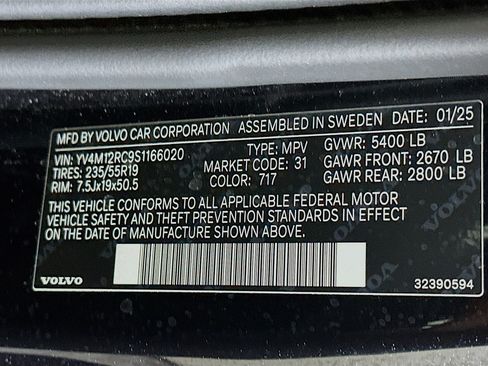 MFD BY VOLVO CAR CORPORATION ASSEMBLED IN SWEDEN DATE: 01/25
VIN: YV4M12RC9S1166020 TYPE: MPV GVWR: 5400 LB
TIRES: 235/55R19 MARKET CODE: 31 GAWR FRONT: 2670 LB
RIM: 7.5Jx19x50.5 COLOR: 717 GAWR REAR: 2800 LB
THIS VEHICLE CONFORMS TO ALL APPLICABLE FEDERAL MOTOR
VEHICLE SAFETY AND THEFT PREVENTION STANDARDS IN EFFECT
ON THE DATE OF MANUFACTURE SHOWN ABOVE.
VOLVO 32390594